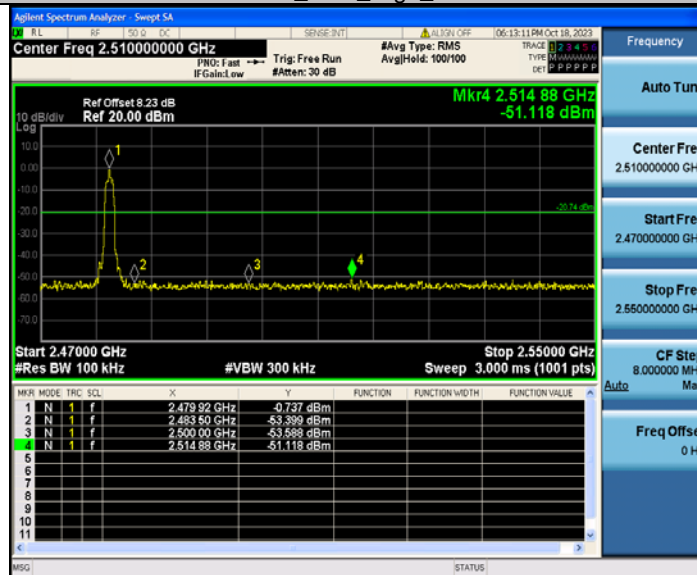 Agilent Spectrum Analyzer - Swept SA
RL RF 50 Ω DC SENSE:INT ALIGN OFF 06:13:11 PM Oct 18, 2023
Center Freq 2.510000000 GHz
PNO: Fast
IFGain:Low
Trig: Free Run
#Atten: 30 dB
#Avg Type: RMS
Avg|Hold: 100/100
TRACE 1 2 3 4 5 6
TYPE
DET P P P P P P
Ref Offset 8.23 dB
Ref 20.00 dBm
Mkr4 2.514 88 GHz
-51.118 dBm
10 dB/div
Log
10.0
0.00
-10.0
-20.0
-30.0
-40.0
-50.0
-60.0
-70.0
1
2
3
4
-20.74 dBm
Start 2.47000 GHz
#Res BW 100 kHz
#VBW 300 kHz
Stop 2.55000 GHz
Sweep 3.000 ms (1001 pts)
MKR MODE TRC SCL X Y FUNCTION FUNCTION WIDTH FUNCTION VALUE
1 N 1 f 2.479 92 GHz -0.737 dBm
2 N 1 f 2.483 50 GHz -53.399 dBm
3 N 1 f 2.500 00 GHz -53.588 dBm
4 N 1 f 2.514 88 GHz -51.118 dBm
5
6
7
8
9
10
11
MSG STATUS
Frequency
Auto Tun
Center Fre
2.510000000 GH
Start Fre
2.470000000 GH
Stop Fre
2.550000000 GH
CF Ste
8.000000 MH
Auto Ma
Freq Offse
0 H